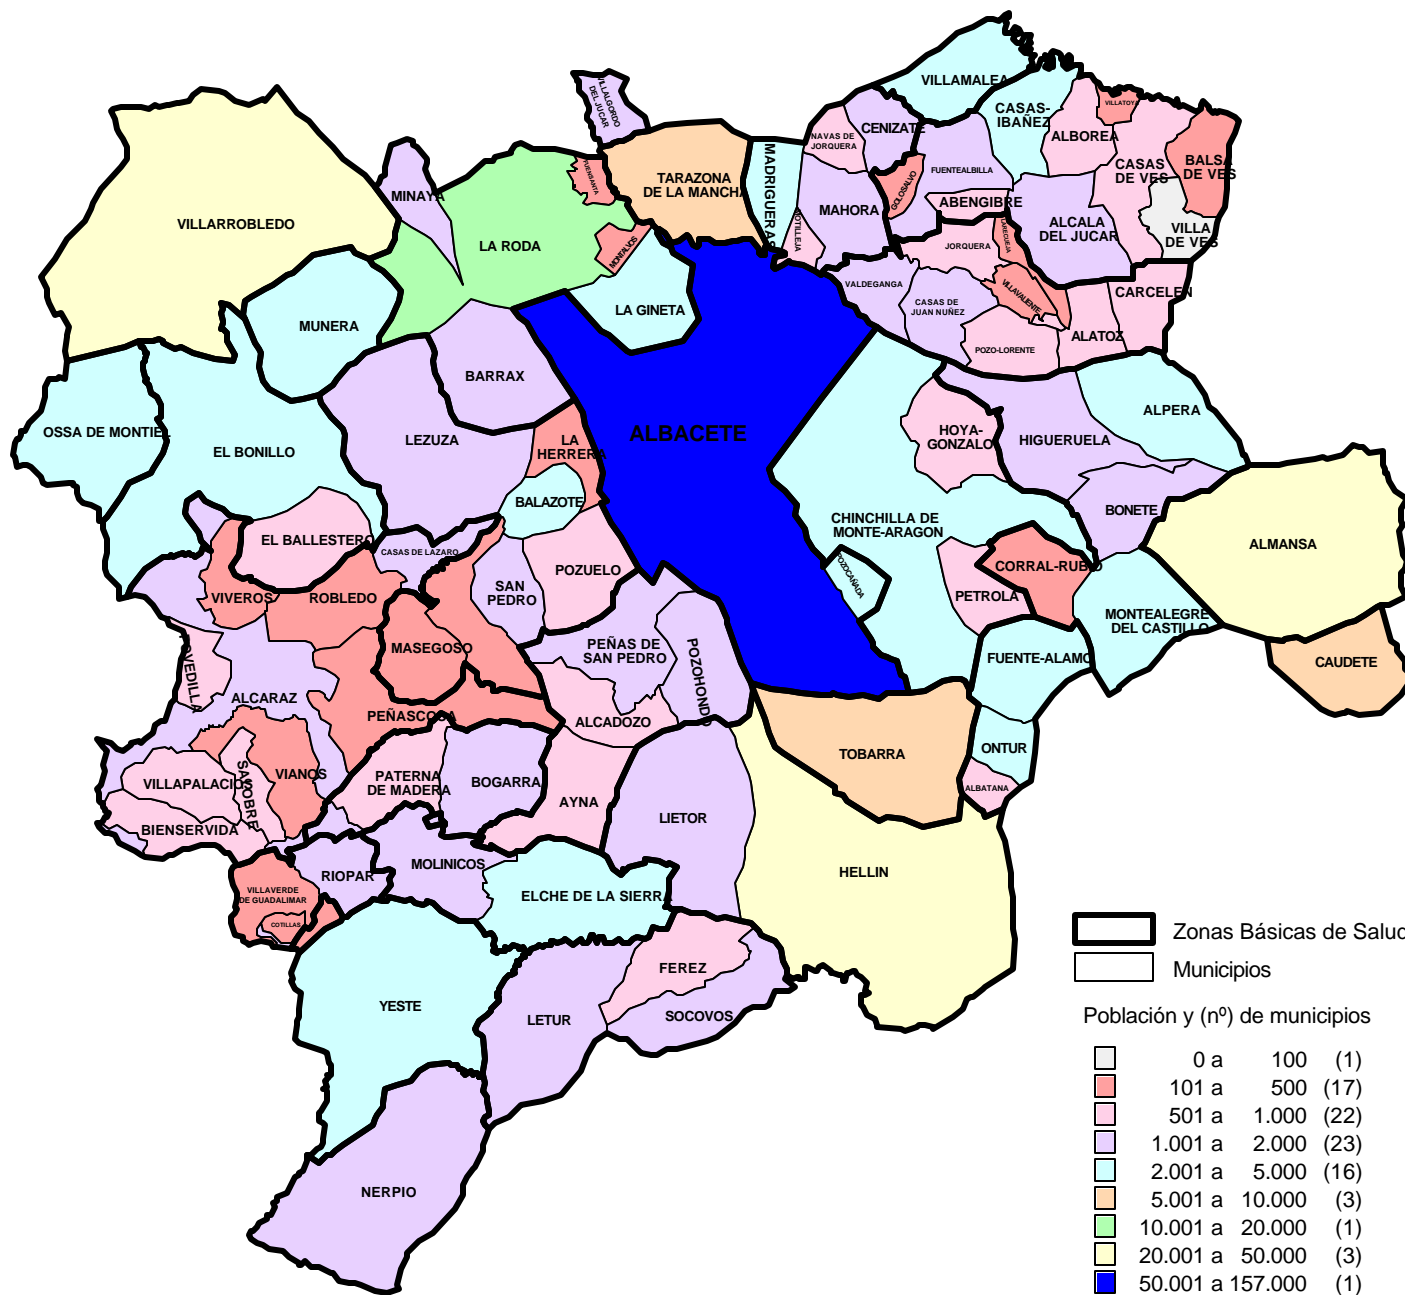 VILLAMALEA
VILLALGORDO
DEL JUCAR
CASAS-
IBAÑEZ
VILLATOYA
CENIZATE
NAVAS DE
JORQUERA
ALBOREA
CASAS
DE VES
BALSA
DE VES
MADRIGUERAS
TARAZONA
DE LA MANCHA
FUENSANTA
FUENTEALBILLA
GOLOSALVO
MINAYA
ABENGIBRE
MAHORA
MOTILLEJA
VILLARROBLEDO
ALCALA
DEL JUCAR
VILLA
DE VES
LA RODA
MONTALVOS
JORQUERA
LA RECUEJA
VALDEGANGA
CASAS DE
JUAN NUÑEZ
VILLAVALIENTE
CARCELEN
LA GINETA
MUNERA
ALATOZ
POZO-LORENTE
BARRAX
ALPERA
OSSA DE MONTIEL
LEZUZA
ALBACETE
HOYA-
GONZALO
HIGUERUELA
LA
HERRERA
EL BONILLO
BALAZOTE
BONETE
CHINCHILLA DE
MONTE-ARAGON
EL BALLESTERO
CASAS DE LAZARO
ALMANSA
POZUELO
CORRAL-RUBIO
POZOCAÑADA
SAN
PEDRO
VIVEROS
ROBLEDO
PETROLA
MONTEALEGRE
DEL CASTILLO
MASEGOSO
PEÑAS DE
SAN PEDRO
POZOHONDO
FUENTE-ALAMO
CAUDETE
POVEDILLA
ALCARAZ
PEÑASCOSA
ALCADOZO
ONTUR
TOBARRA
VIANOS
SALOBRE
VILLAPALACIOS
PATERNA
DE MADERA
BOGARRA
ALBATANA
AYNA
LIETOR
BIENSERVIDA
MOLINICOS
RIOPAR
HELLIN
VILLAVERDE
DE GUADALIMAR
ELCHE DE LA SIERRA
COTILLAS
Zonas Básicas de Salud
FEREZ
Municipios
YESTE
LETUR
SOCOVOS
Población y (nº) de municipios
0 a 100 (1)
101 a 500 (17)
501 a 1.000 (22)
1.001 a 2.000 (23)
2.001 a 5.000 (16)
NERPIO
5.001 a 10.000 (3)
10.001 a 20.000 (1)
20.001 a 50.000 (3)
50.001 a 157.000 (1)